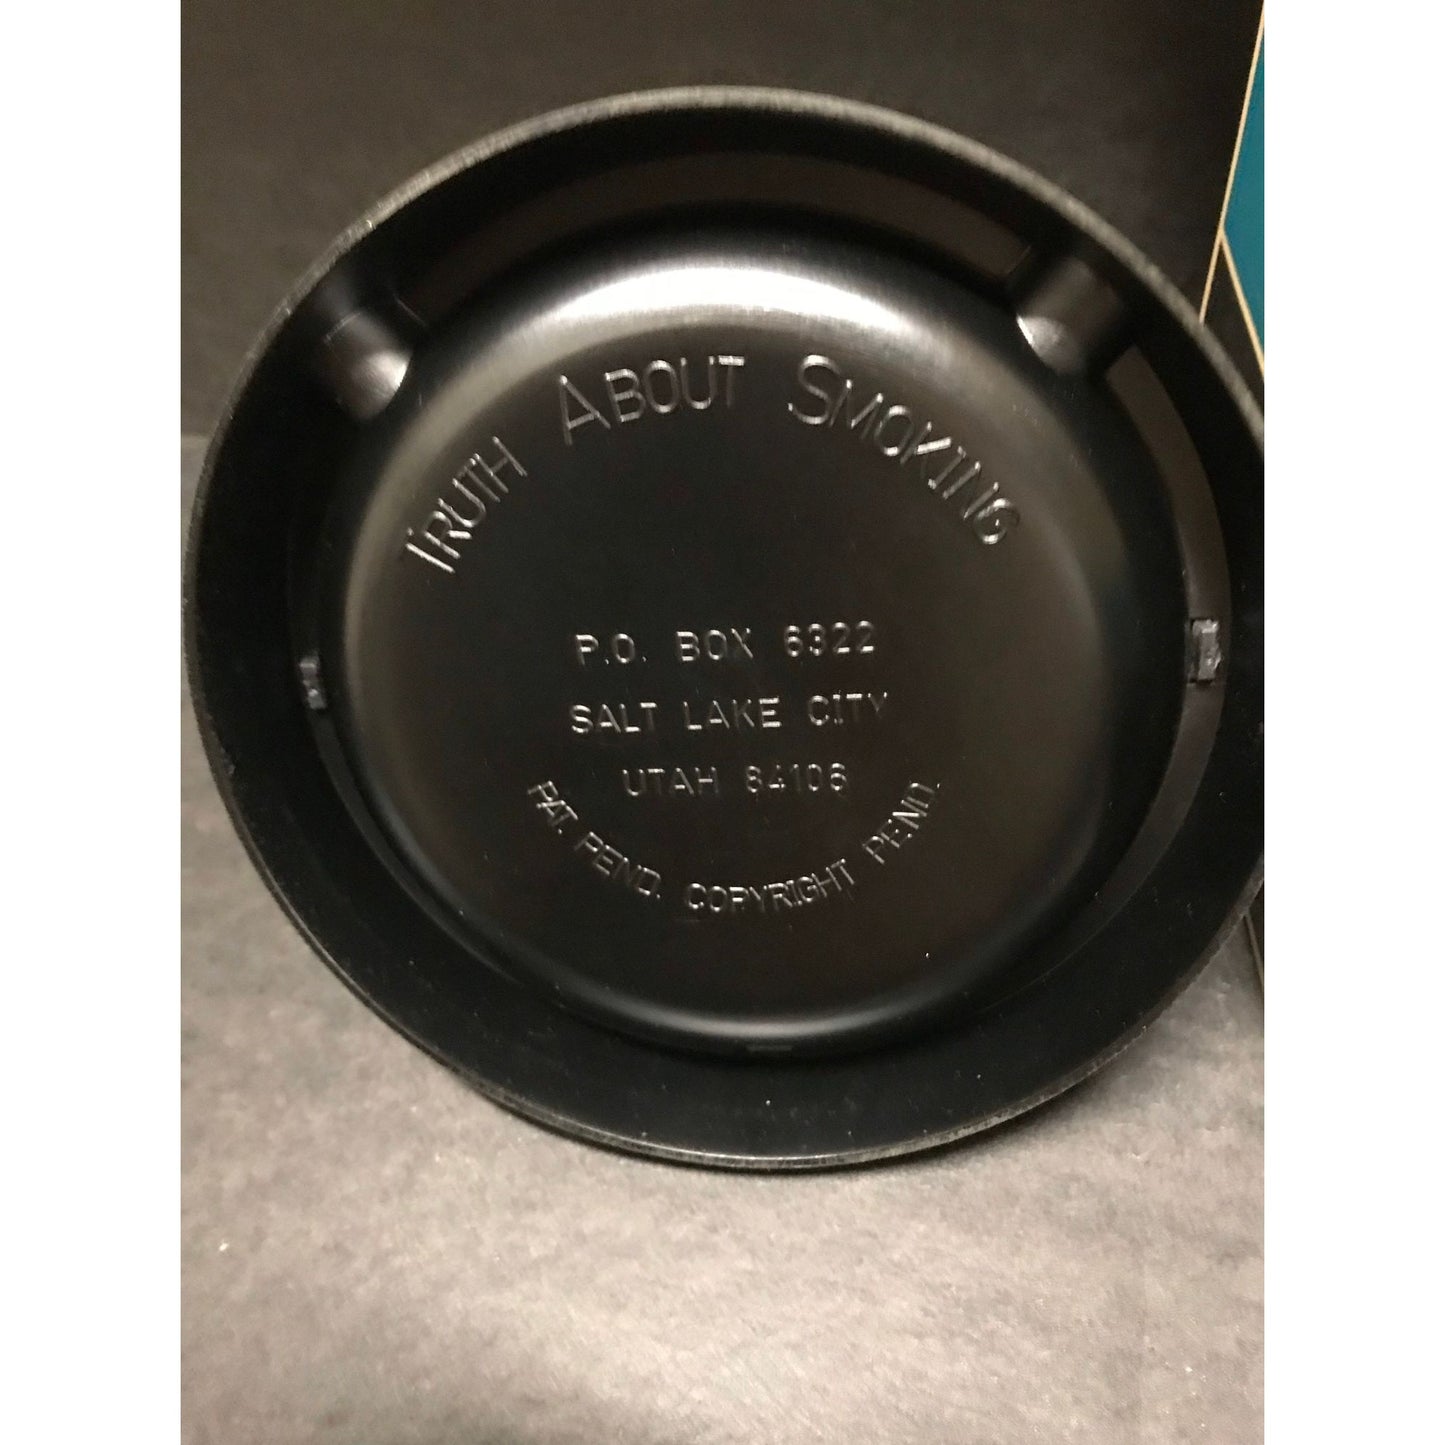 TRUTH ABOUT SMOKING
P.O. BOX 6322
SALT LAKE CITY
UTAH 84106
PAT. PEND. COPYRIGHT PEND.